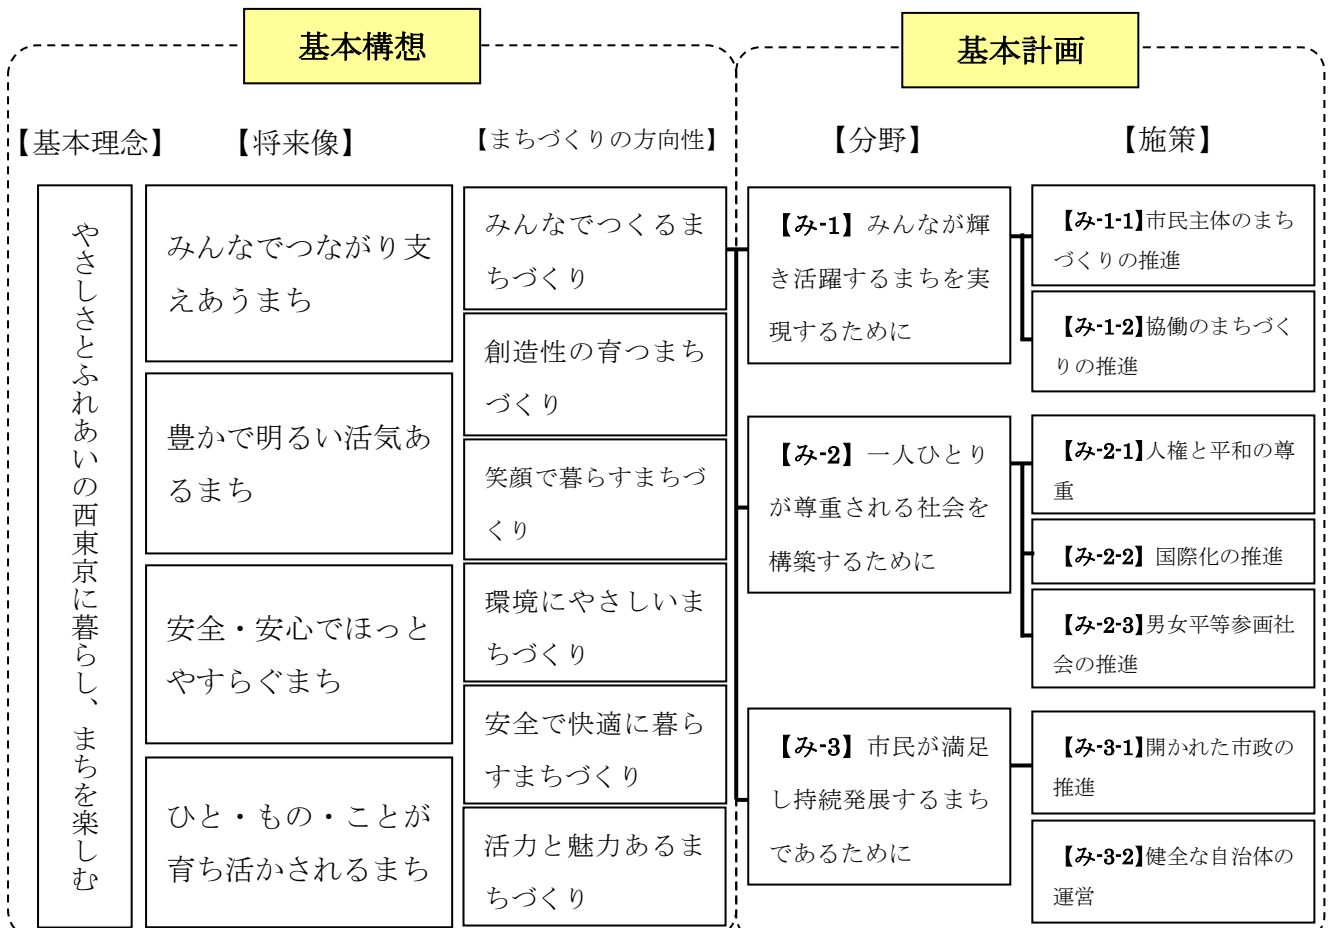 基本構想
基本計画
【基本理念】
【将来像】
【まちづくりの方向性】
【分野】
【施策】
やさしさとふれあいの西東京に暮らし、まちを楽しむ
みんなでつながり支
えあうまち
豊かで明るい活気あ
るまち
安全・安心でほっと
やすらぐまち
ひと・もの・ことが
育ち活かされるまち
みんなでつくるま
ちづくり
創造性の育つまち
づくり
笑顔で暮らすまちづ
くり
環境にやさしいま
ちづくり
安全で快適に暮ら
すまちづくり
活力と魅力あるま
ちづくり
【み-1】みんなが輝
き活躍するまちを実
現するために
【み-2】一人ひとり
が尊重される社会を
構築するために
【み-3】市民が満足
し持続発展するまち
であるために
【み-1-1】市民主体のまち
づくりの推進
【み-1-2】協働のまちづく
りの推進
【み-2-1】人権と平和の尊
重
【み-2-2】国際化の推進
【み-2-3】男女平等参画社
会の推進
【み-3-1】開かれた市政の
推進
【み-3-2】健全な自治体の
運営